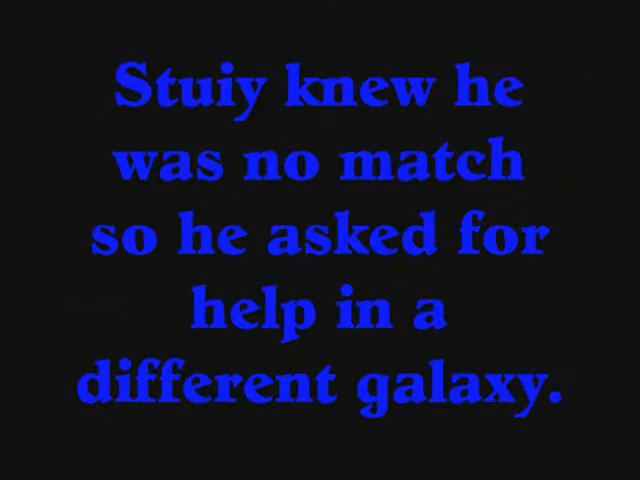 Stuiy knew he
was no match
so he asked for
help in a
different galaxy.